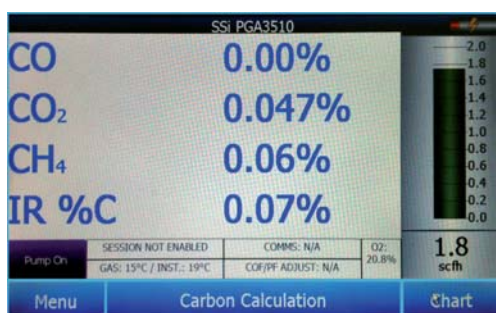 SSi PGA3510
CO 0.00%
CO₂ 0.047%
CH₄ 0.06%
IR %C 0.07%
2.0
1.8
1.6
1.4
1.2
1.0
0.8
0.6
0.4
0.2
0.0
Pump On
SESSION NOT ENABLED COMMS: N/A
GAS: 15°C / INST.: 19°C COF/PF ADJUST: N/A
O2:
20.8%
1.8
scfh
Menu Carbon Calculation Chart